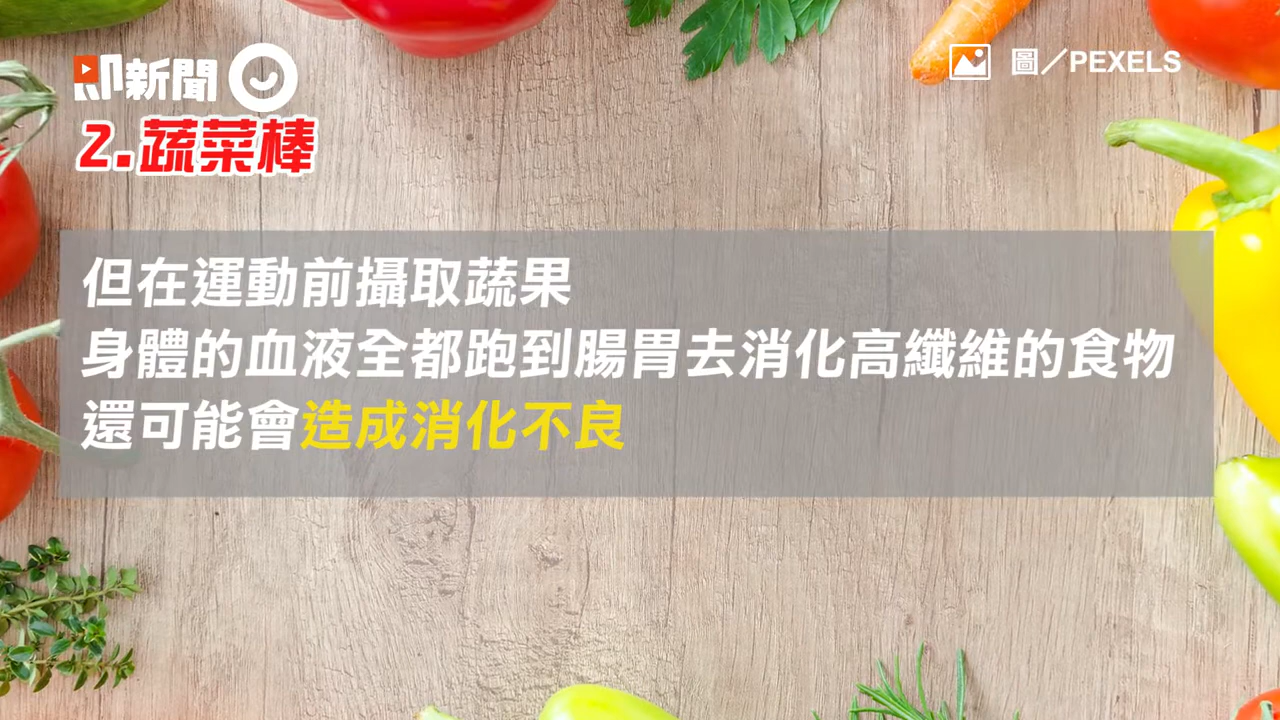 即新聞
圖／PEXELS
2.蔬菜棒
但在運動前攝取蔬果
身體的血液全都跑到腸胃去消化高纖維的食物
還可能會造成消化不良